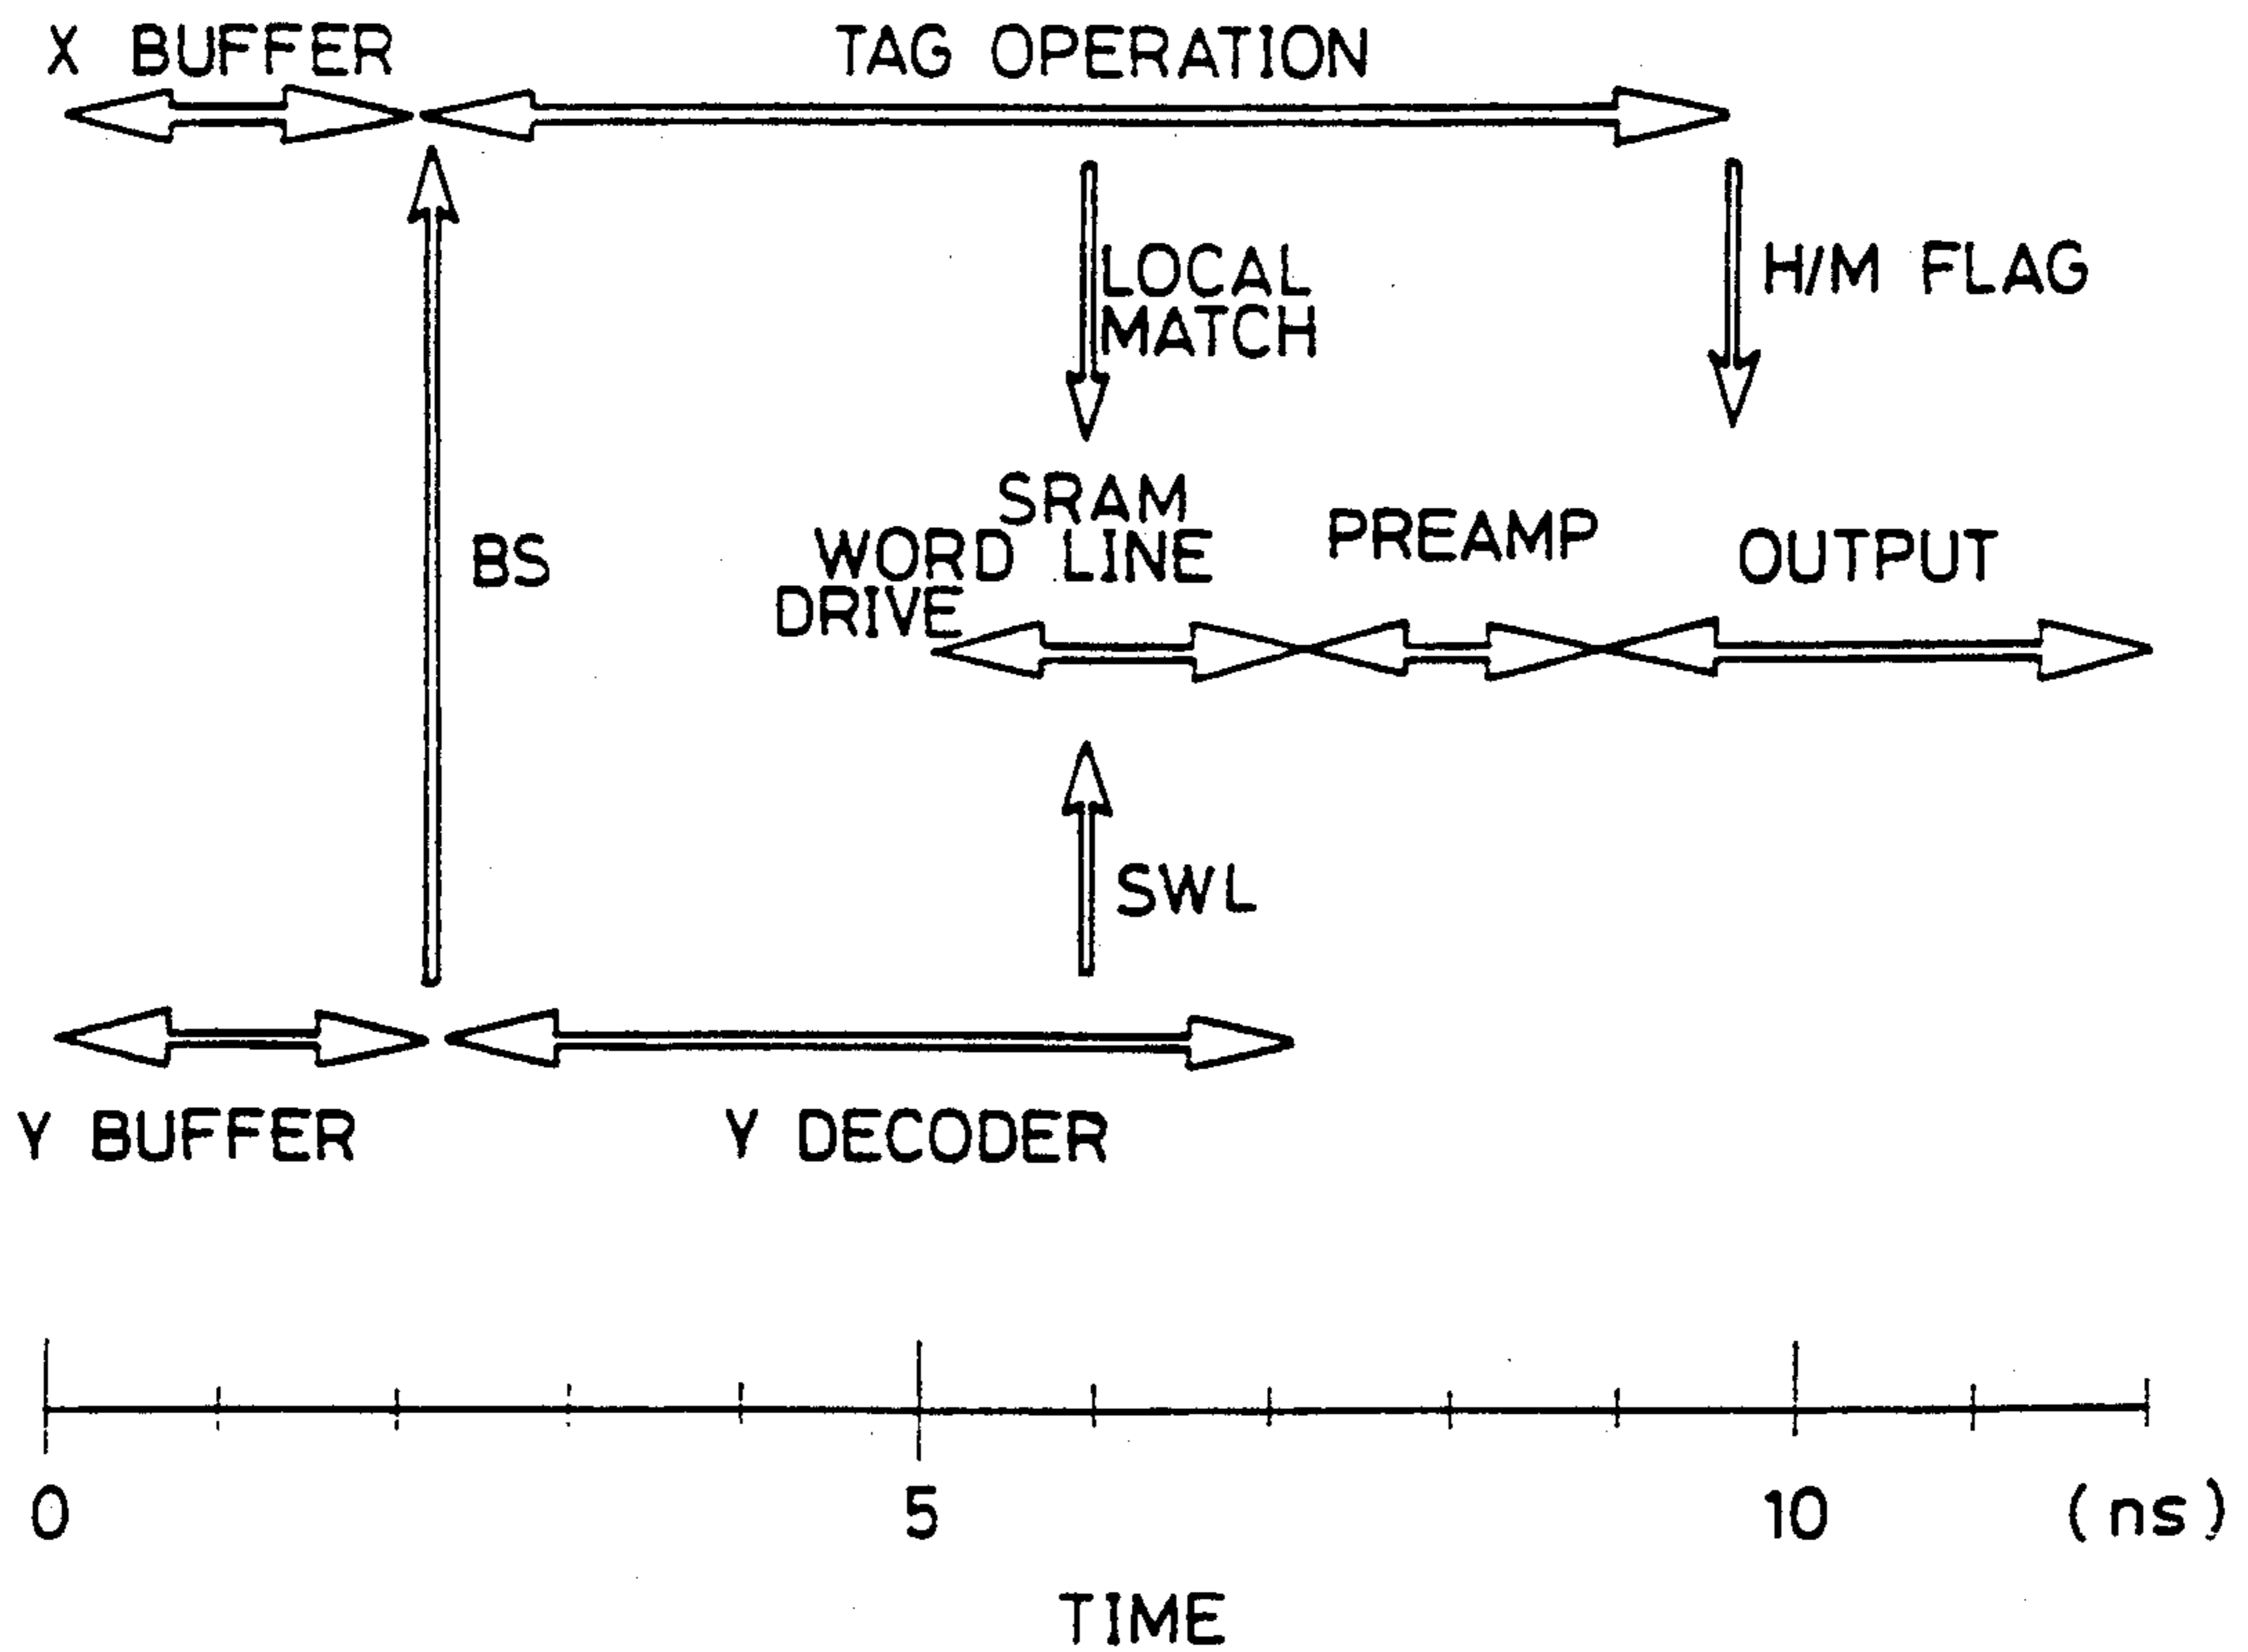 X BUFFER
TAG OPERATION
LOCAL
MATCH
H/M FLAG
SRAM
WORD LINE
DRIVE
PREAMP
OUTPUT
BS
SWL
Y BUFFER
Y DECODER
0
5
10
(ns)
TIME